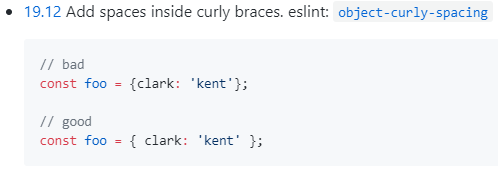 19.12 Add spaces inside curly braces. eslint: object-curly-spacing
// bad
const foo = {clark: 'kent'};
// good
const foo = { clark: 'kent' };